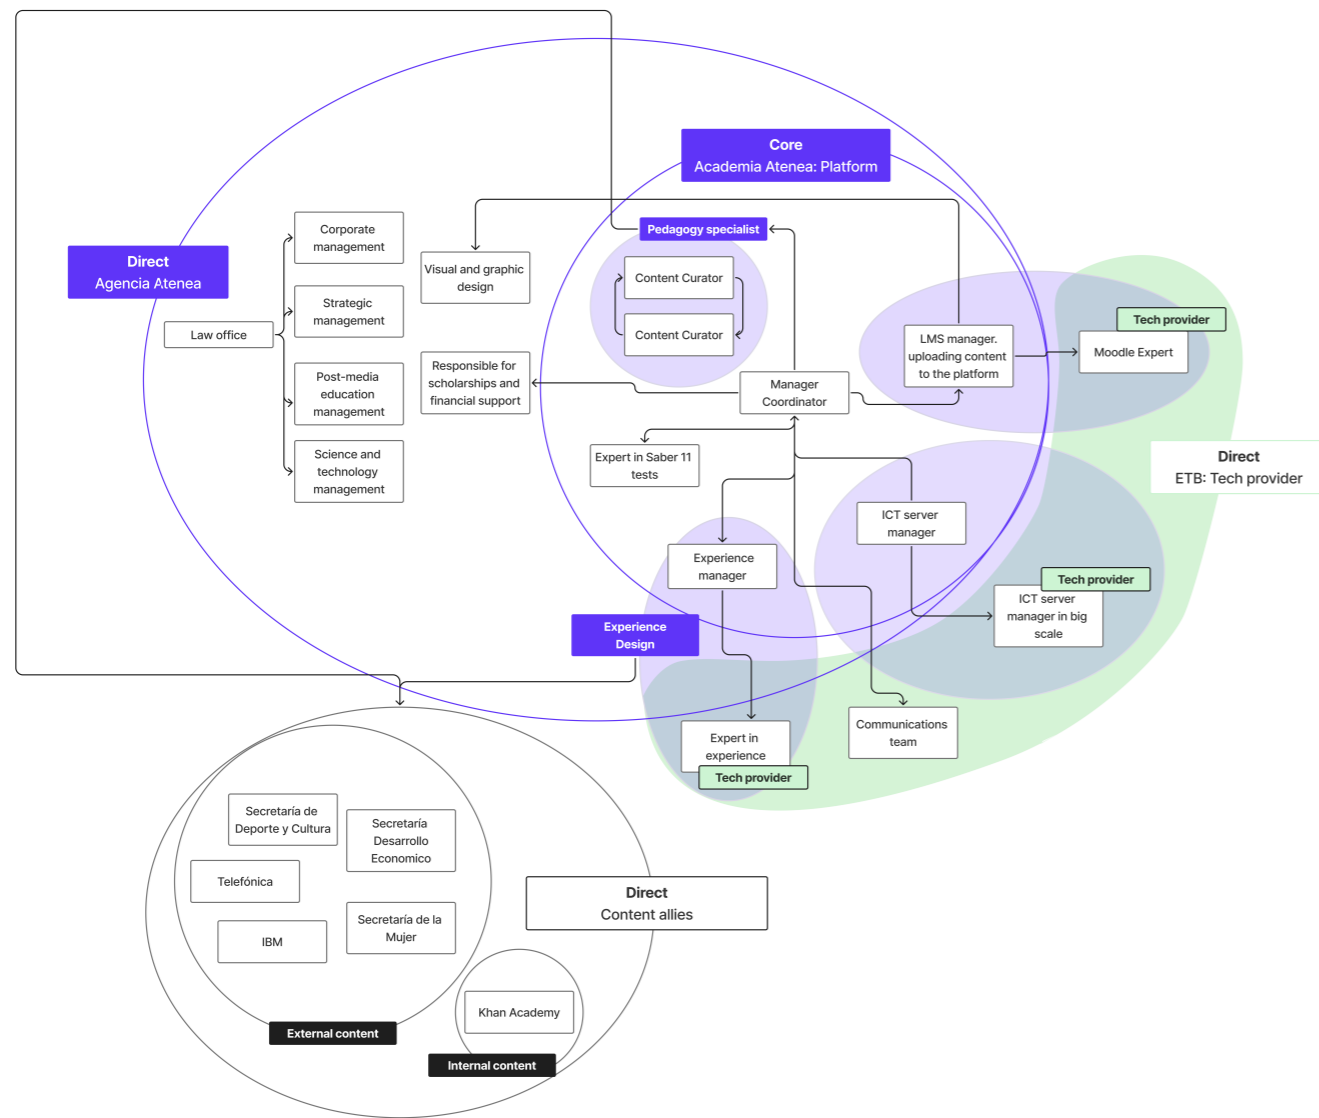 Core
Academia Atenea: Platform
Direct
Agencia Atenea
Corporate
management
Strategic
management
Law office
Post-media
education
management
Science and
technology
management
Visual and graphic
design
Responsible for
scholarships and
financial support
Pedagogy specialist
Content Curator
Content Curator
Manager
Coordinator
Expert in Saber 11
tests
LMS manager.
uploading content
to the platform
Tech provider
Moodle Expert
Direct
ETB: Tech provider
ICT server
manager
Tech provider
ICT server
manager in big
scale
Experience
manager
Experience
Design
Expert in
experience
Tech provider
Communications
team
Secretaría de
Deporte y Cultura
Secretaría
Desarrollo
Economico
Telefónica
IBM
Secretaría de la
Mujer
External content
Direct
Content allies
Khan Academy
Internal content